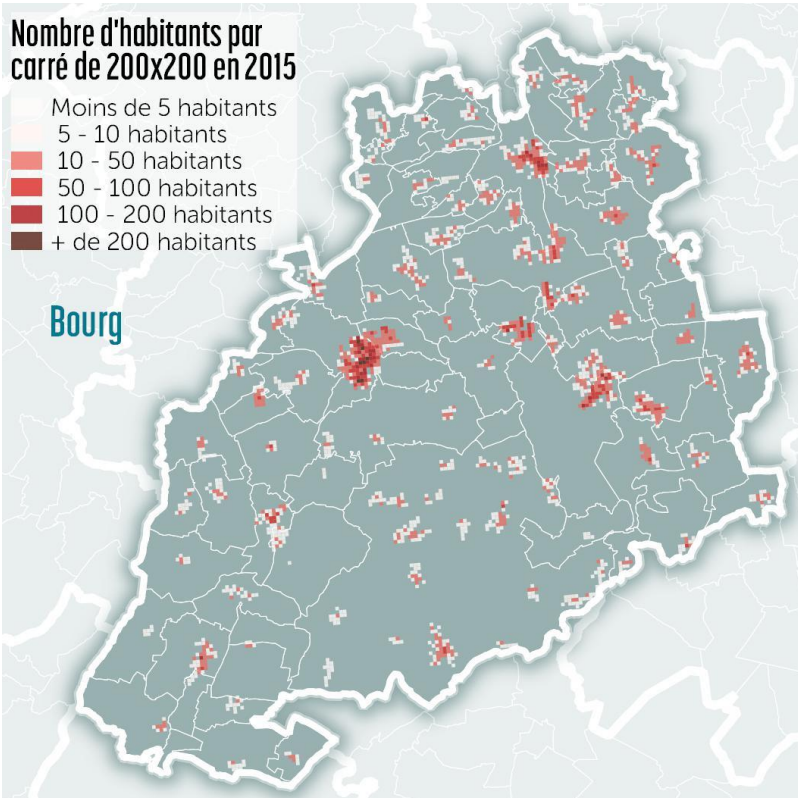 Nombre d'habitants par
carré de 200x200 en 2015
Moins de 5 habitants
5 - 10 habitants
10 - 50 habitants
50 - 100 habitants
100 - 200 habitants
+ de 200 habitants
Bourg